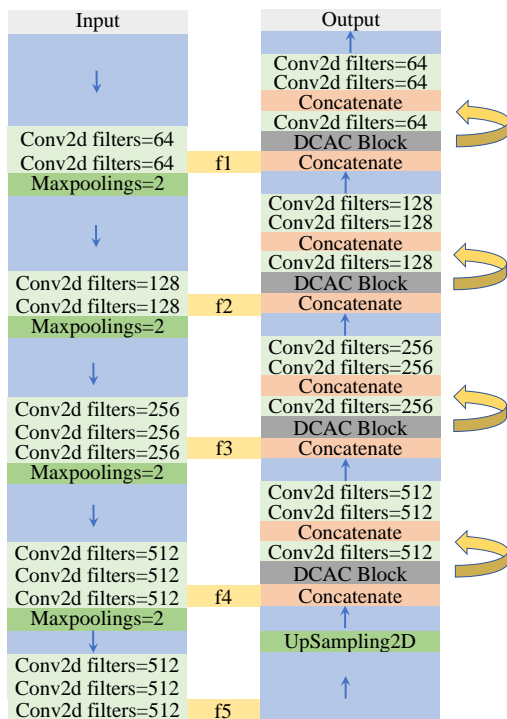 Input
Conv2d filters=64
Conv2d filters=64
Maxpoolings=2
Conv2d filters=128
Conv2d filters=128
Maxpoolings=2
Conv2d filters=256
Conv2d filters=256
Conv2d filters=256
Maxpoolings=2
Conv2d filters=512
Conv2d filters=512
Conv2d filters=512
Maxpoolings=2
Conv2d filters=512
Conv2d filters=512
Conv2d filters=512
f1
f2
f3
f4
f5
Output
Conv2d filters=64
Conv2d filters=64
Concatenate
Conv2d filters=64
DCAC Block
Concatenate
Conv2d filters=128
Conv2d filters=128
Concatenate
Conv2d filters=128
DCAC Block
Concatenate
Conv2d filters=256
Conv2d filters=256
Concatenate
Conv2d filters=256
DCAC Block
Concatenate
Conv2d filters=512
Conv2d filters=512
Concatenate
Conv2d filters=512
DCAC Block
Concatenate
UpSampling2D